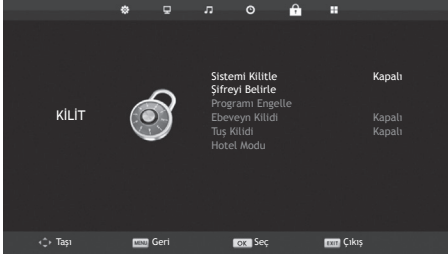 Sistemi Kilitle Kapalı
Şifreyi Belirle
Programı Engelle
KİLİT
Ebeveyn Kilidi Kapalı
Tuş Kilidi Kapalı
Hotel Modu
Taşı MENU Geri OK Seç EXIT Çıkış